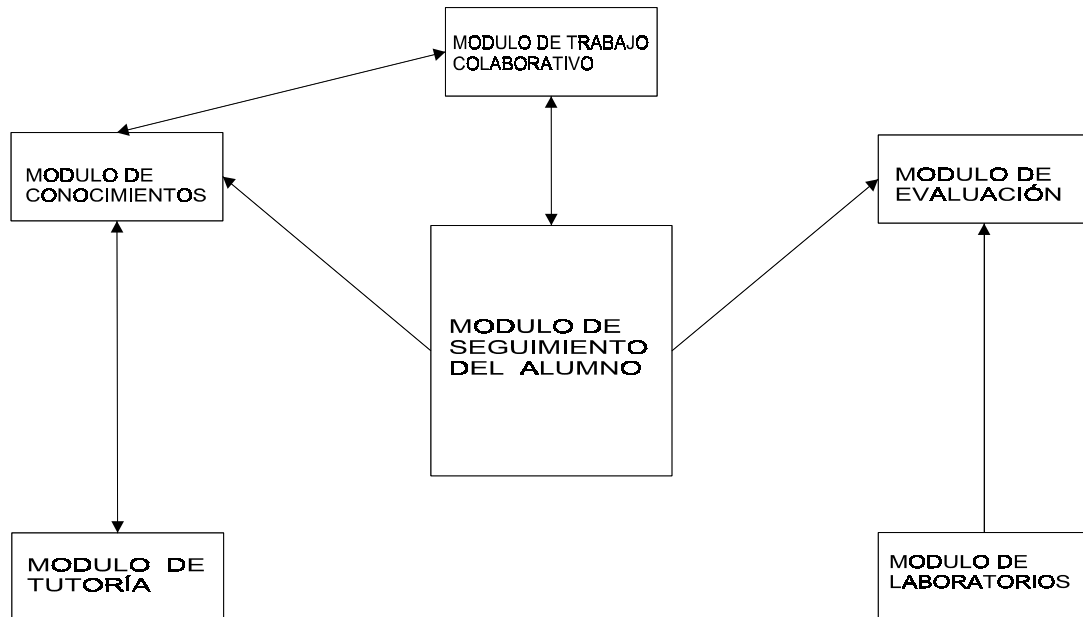 MODULO DE TRABAJO
COLABORATIVO
MODULO DE
CONOCIMIENTOS
MODULO DE
EVALUACIÓN
MODULO DE
SEGUIMIENTO
DEL ALUMNO
MODULO DE
TUTORÍA
MODULO DE
LABORATORIOS